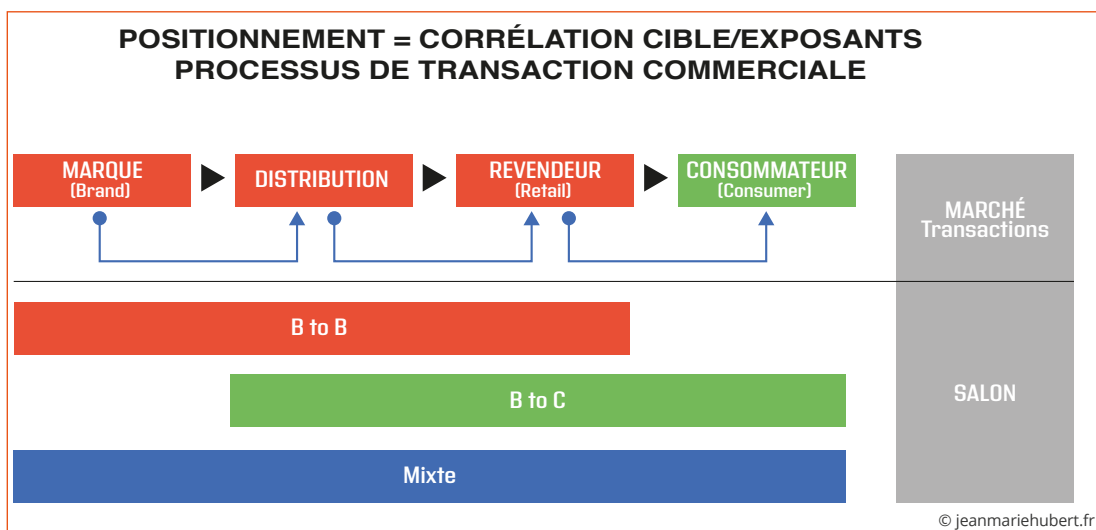 POSITIONNEMENT = CORRÉLATION CIBLE/EXPOSANTS
PROCESSUS DE TRANSACTION COMMERCIALE
MARQUE
(Brand)
DISTRIBUTION
REVENDEUR
(Retail)
CONSOMMATEUR
(Consumer)
MARCHÉ
Transactions
B to B
B to C
SALON
Mixte
© jeanmariehubert.fr